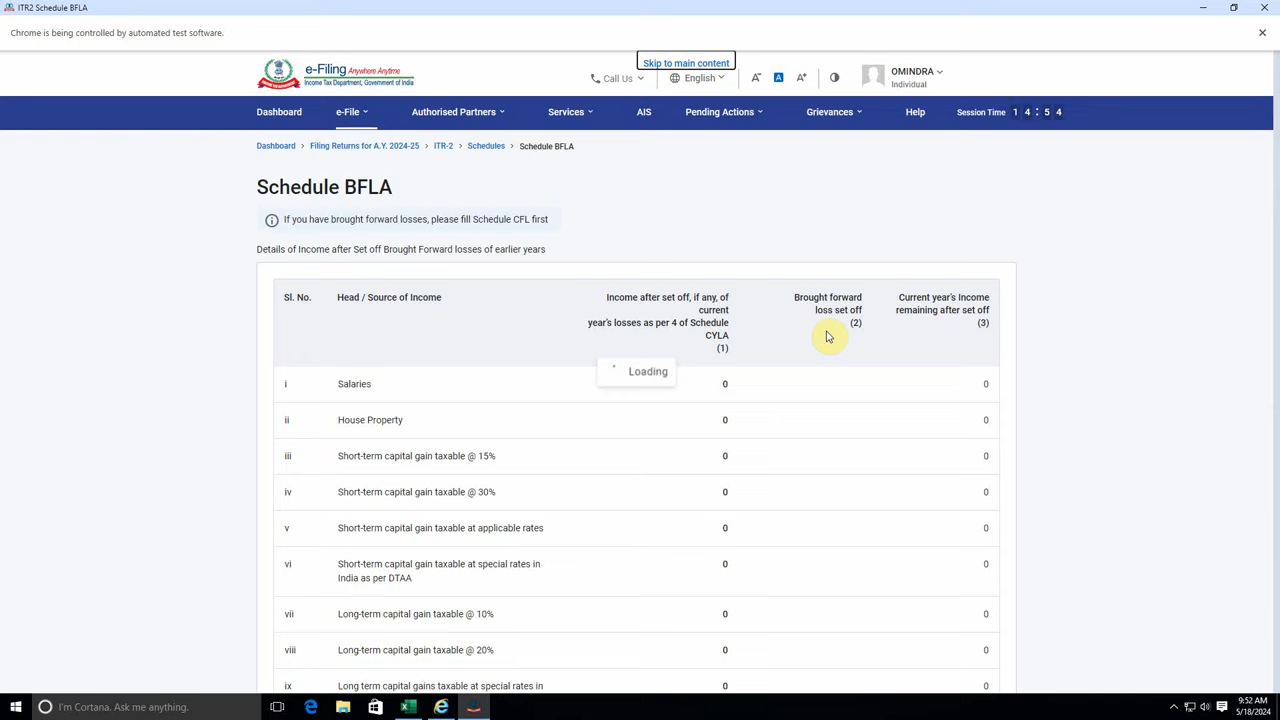 ITR2 Schedule BFLA
Chrome is being controlled by automated test software.
Skip to main content
e-Filing Anywhere Anytime
Income Tax Department, Government of India
Call Us
English
A-
A
A+
OMINDRA
Individual
Dashboard e-File Authorised Partners Services AIS Pending Actions Grievances Help Session Time 1 4 : 5 4
Dashboard > Filing Returns for A.Y. 2024-25 > ITR-2 > Schedules > Schedule BFLA
Schedule BFLA
If you have brought forward losses, please fill Schedule CFL first
Details of Income after Set off Brought Forward losses of earlier years
Sl. No.
Head / Source of Income
Income after set off, if any, of
current
year's losses as per 4 of Schedule
CYLA
(1)
Brought forward
loss set off
(2)
Current year's Income
remaining after set off
(3)
Loading
i Salaries 0 0
ii House Property 0 0
iii Short-term capital gain taxable @ 15% 0 0
iv Short-term capital gain taxable @ 30% 0 0
v Short-term capital gain taxable at applicable rates 0 0
vi Short-term capital gain taxable at special rates in 0 0
India as per DTAA
vii Long-term capital gain taxable @ 10% 0 0
viii Long-term capital gain taxable @ 20% 0 0
ix Long term capital gains taxable at special rates in 0 0
I'm Cortana. Ask me anything.
9:52 AM
5/18/2024